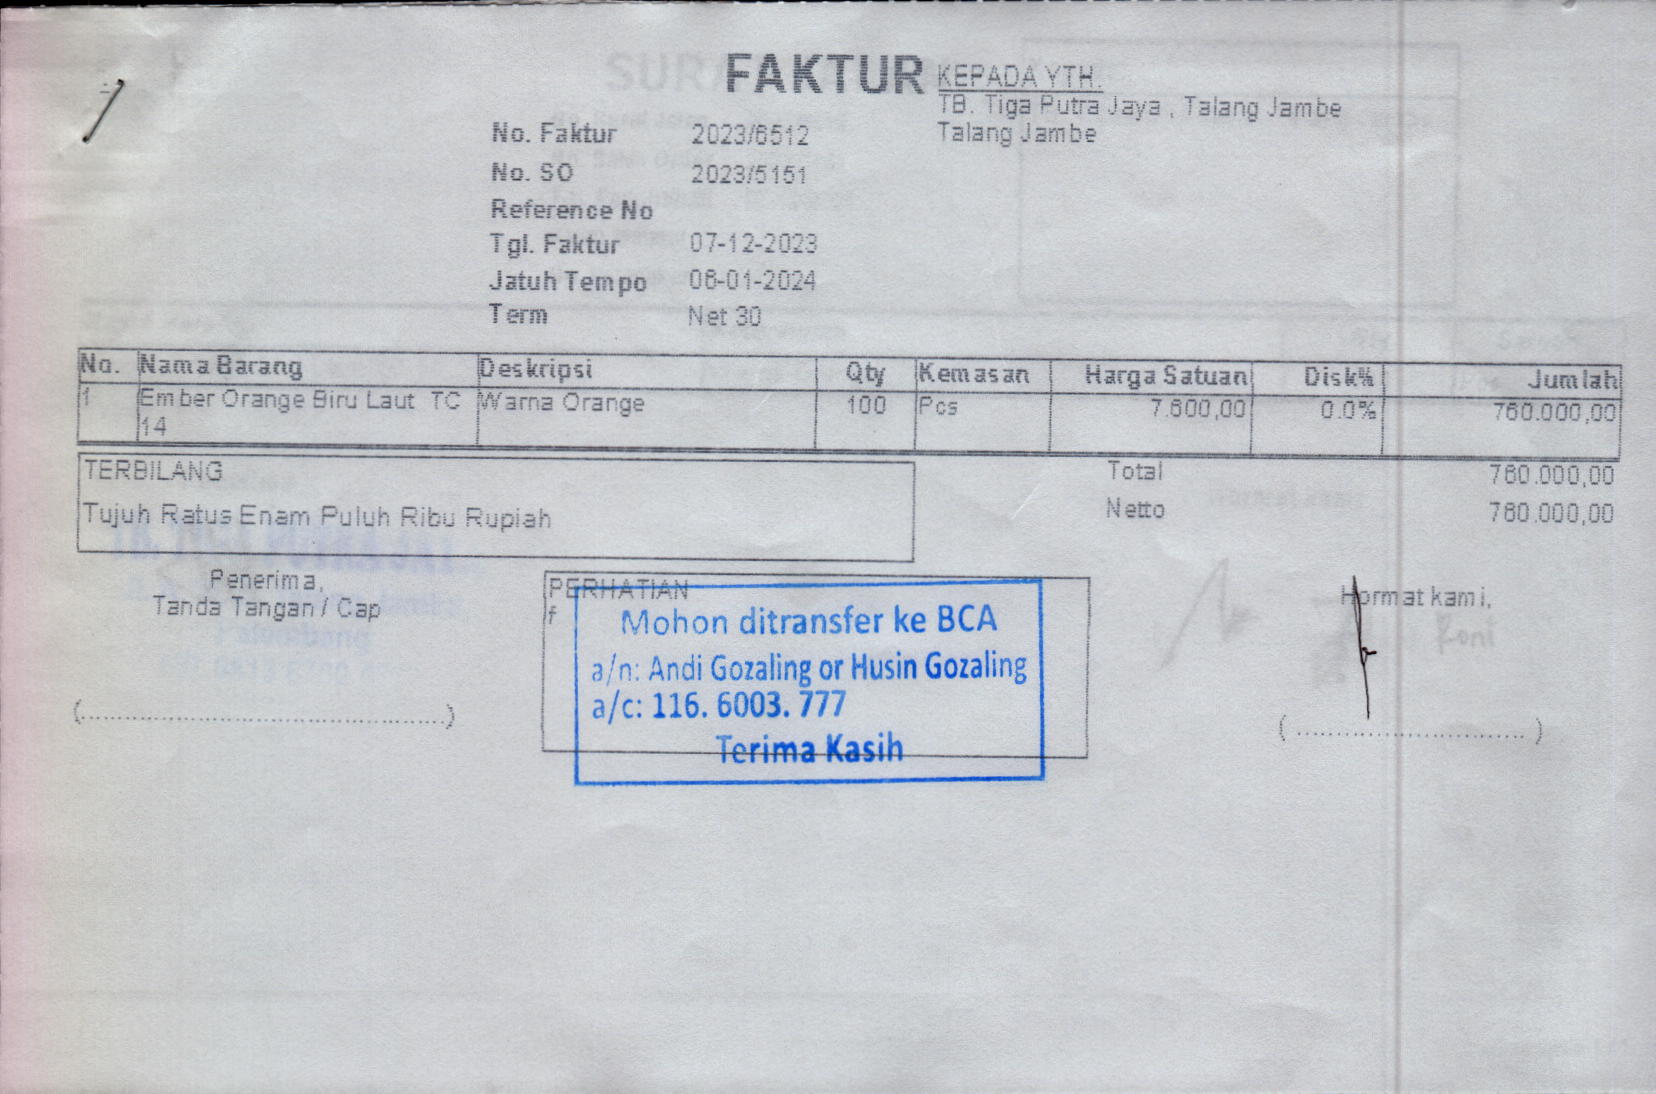 FAKTUR
KEPADA YTH.
TB. Tiga Putra Jaya , Talang Jambe
Talang Jambe
No. Faktur 2023/6512
No. SO 2023/5151
Reference No
Tgl. Faktur 07-12-2023
Jatuh Tempo 06-01-2024
Term Net 30
No. Nama Barang Deskripsi Qty Kemasan Harga Satuan Disk% Jumlah
1 Ember Orange Biru Laut TC Warna Orange 100 Pcs 7.600,00 0.0% 760.000,00
14
TERBILANG
Tujuh Ratus Enam Puluh Ribu Rupiah
Total 760.000,00
Netto 760.000,00
Penerima,
Tanda Tangan / Cap
(............................................)
PERHATIAN
f
Mohon ditransfer ke BCA
a/n: Andi Gozaling or Husin Gozaling
a/c: 116. 6003. 777
Terima Kasih
Hormat kami,
Roni
( ............................ )